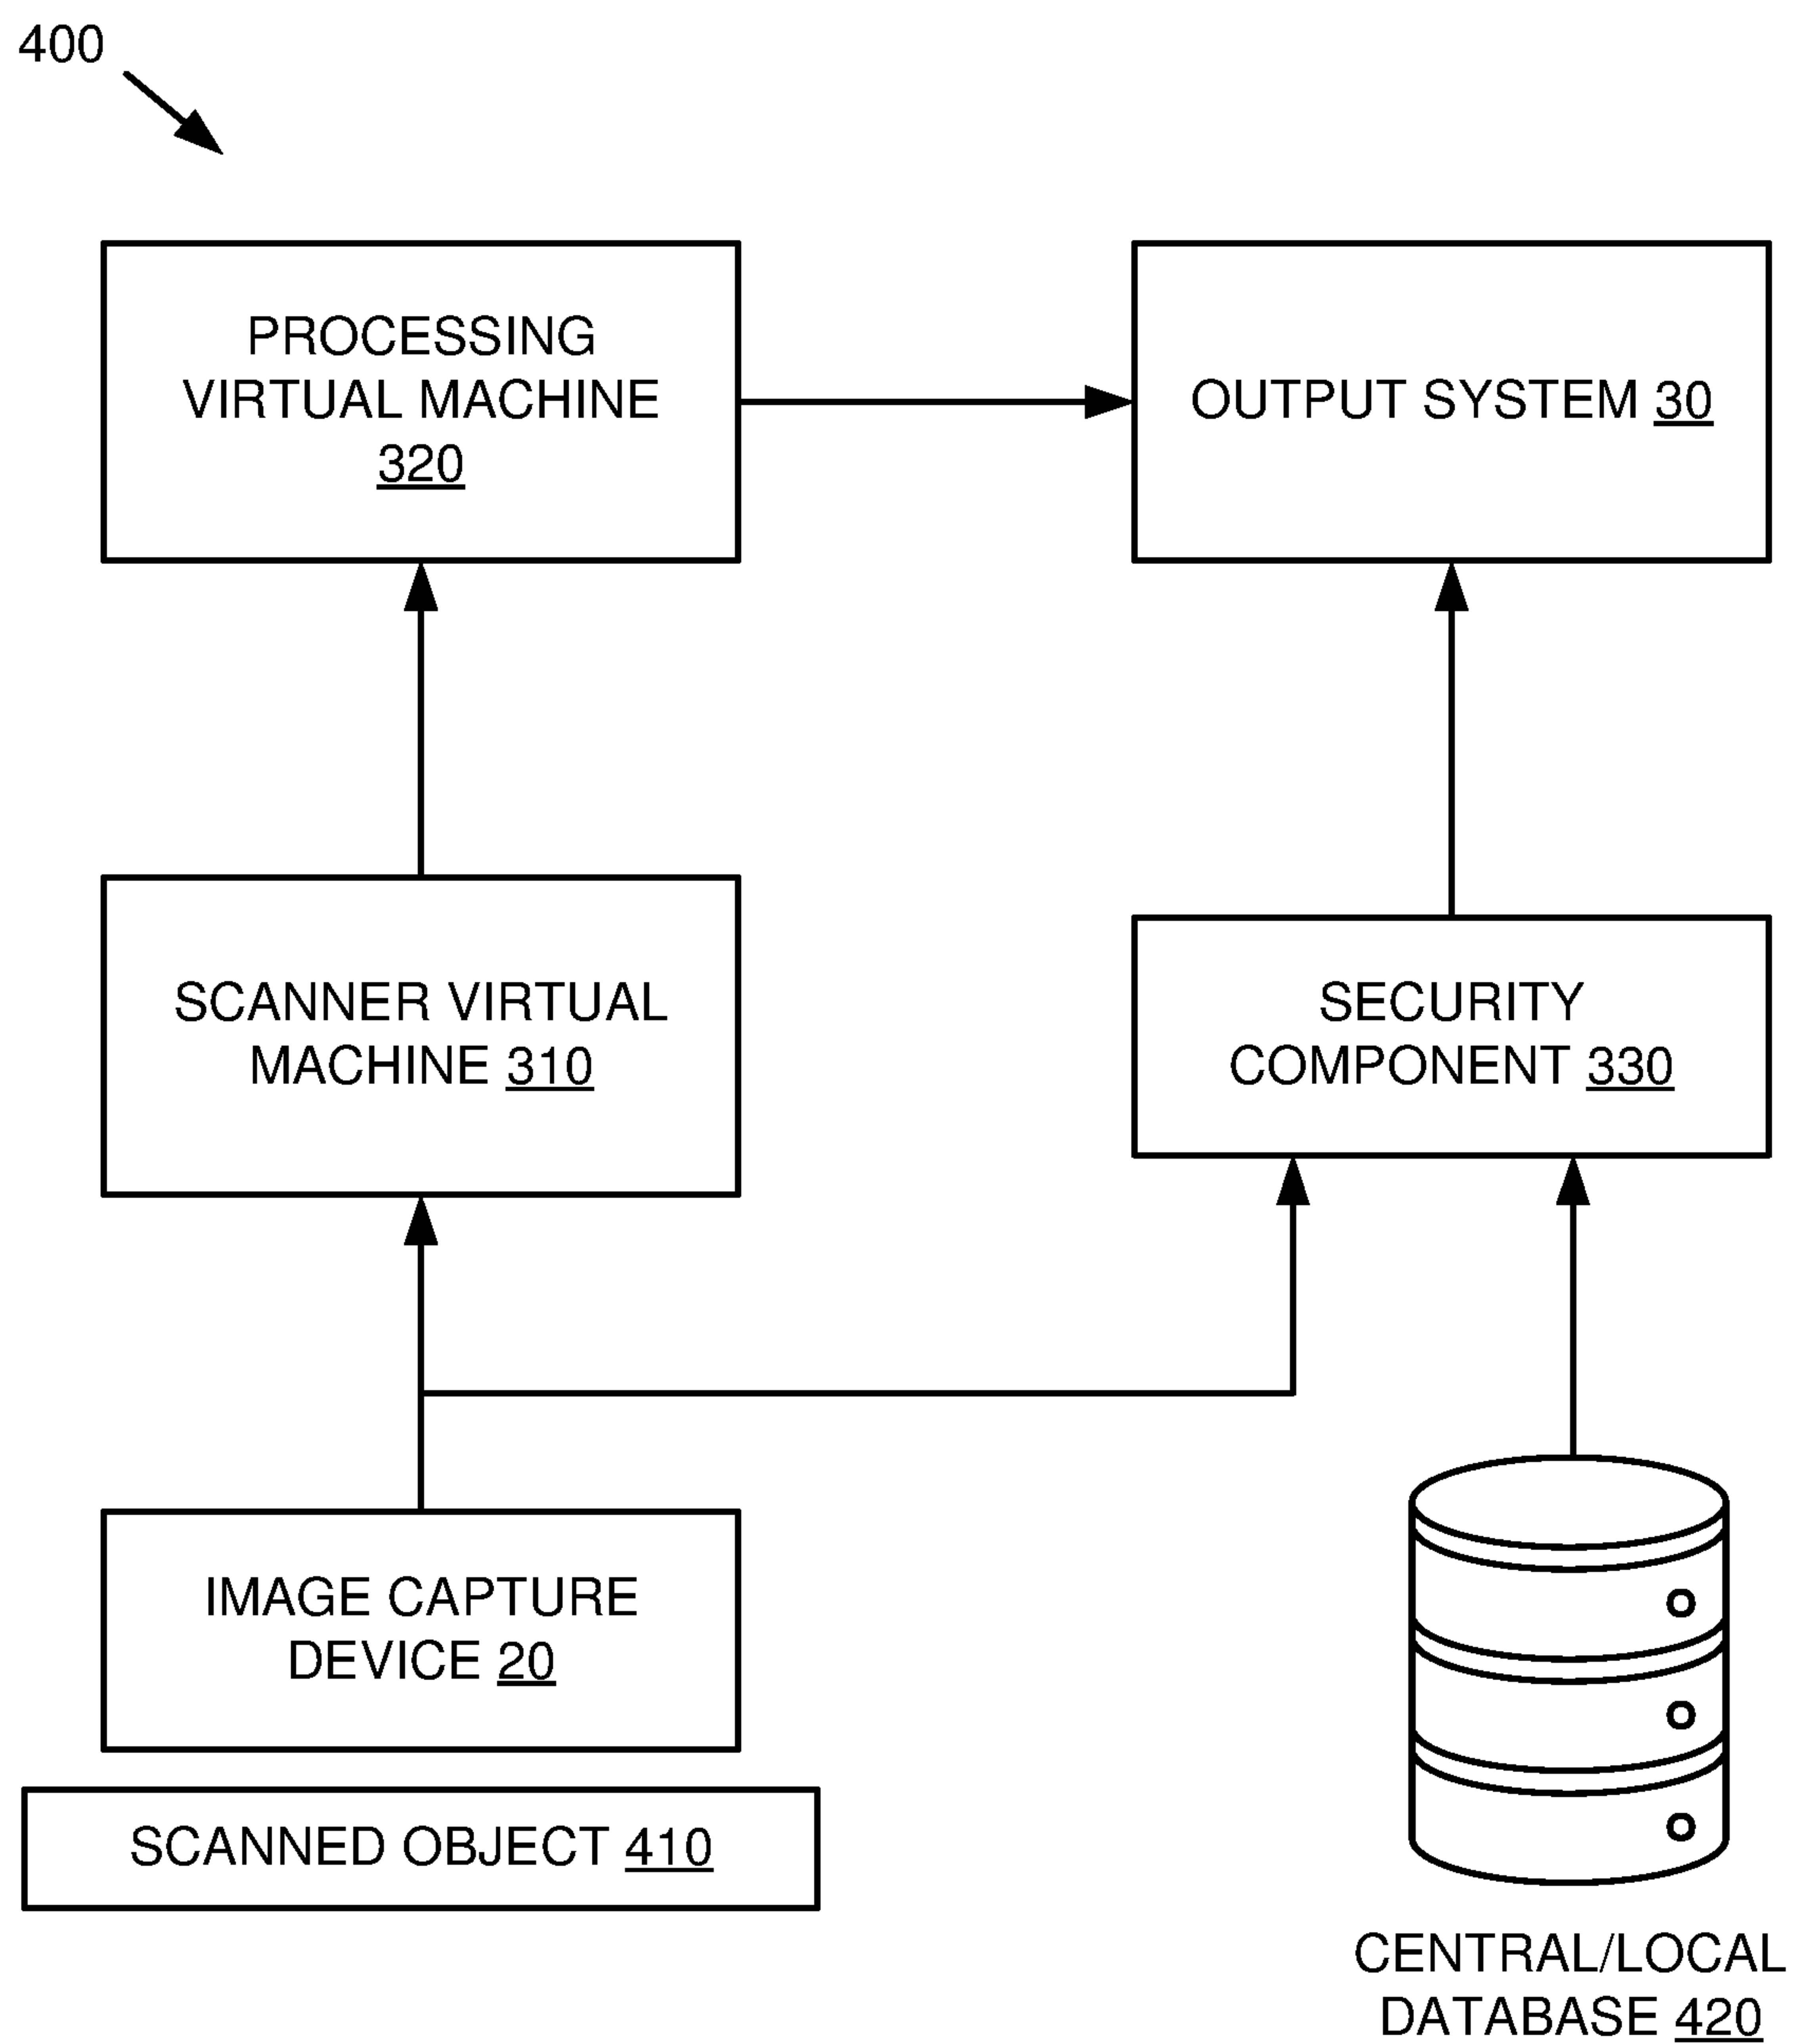 400
PROCESSING
VIRTUAL MACHINE
320
OUTPUT SYSTEM 30
SCANNER VIRTUAL
MACHINE 310
SECURITY
COMPONENT 330
IMAGE CAPTURE
DEVICE 20
SCANNED OBJECT 410
CENTRAL/LOCAL
DATABASE 420